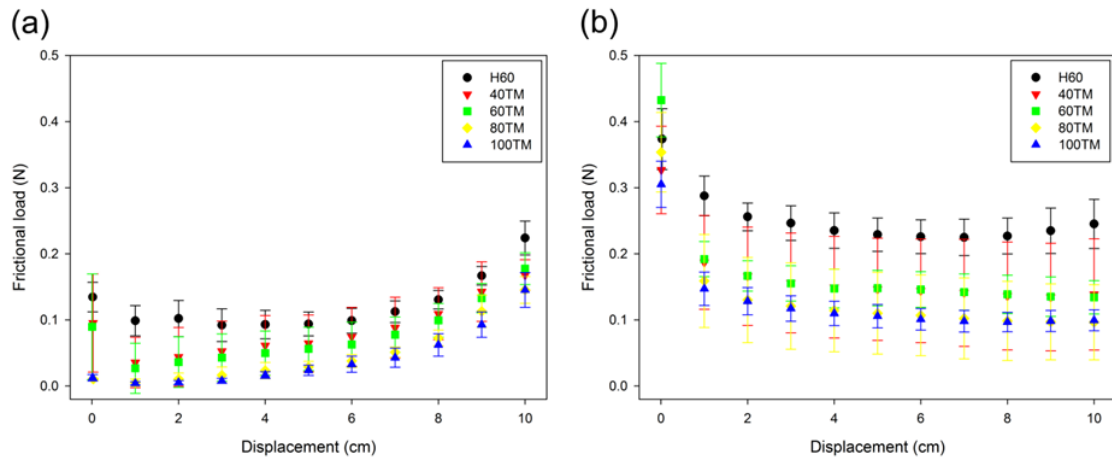 (a)
0.5
0.4
0.3
0.2
0.1
0.0
Frictional load (N)
H60
40TM
60TM
80TM
100TM
0 2 4 6 8 10
Displacement (cm)
(b)
0.5
0.4
0.3
0.2
0.1
0.0
Frictional load (N)
H60
40TM
60TM
80TM
100TM
0 2 4 6 8 10
Displacement (cm)